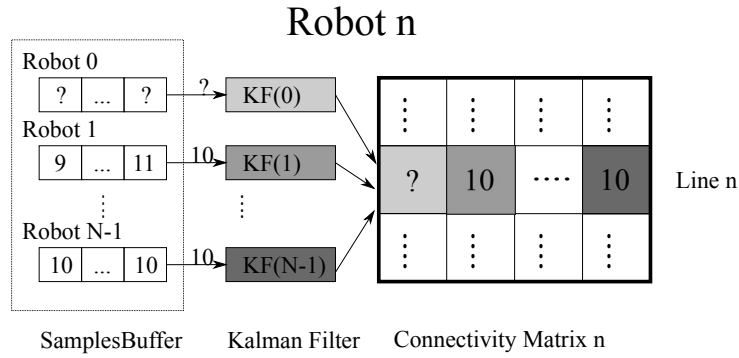 Robot n
Robot 0
? ... ?
?
KF(0)
Robot 1
9 ... 11
10
KF(1)
? 10 .... 10
Line n
Robot N-1
10 ... 10
10
KF(N-1)
SamplesBuffer
Kalman Filter
Connectivity Matrix n